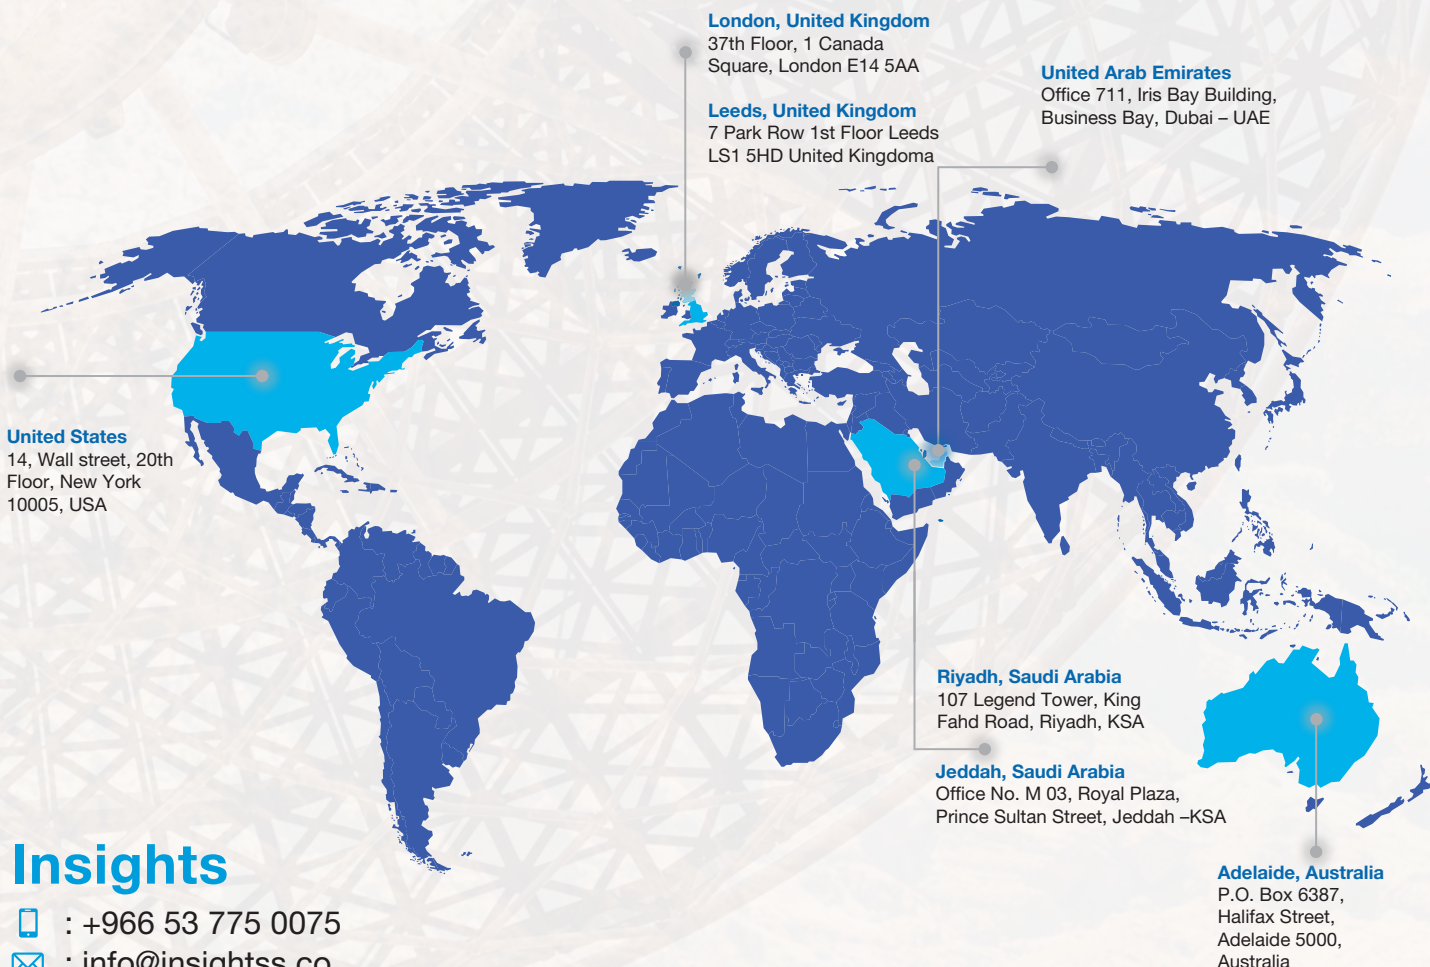 London, United Kingdom
37th Floor, 1 Canada
Square, London E14 5AA
Leeds, United Kingdom
7 Park Row 1st Floor Leeds
LS1 5HD United Kingdoma
United Arab Emirates
Office 711, Iris Bay Building,
Business Bay, Dubai – UAE
United States
14, Wall street, 20th
Floor, New York
10005, USA
Riyadh, Saudi Arabia
107 Legend Tower, King
Fahd Road, Riyadh, KSA
Jeddah, Saudi Arabia
Office No. M 03, Royal Plaza,
Prince Sultan Street, Jeddah –KSA
Adelaide, Australia
P.O. Box 6387,
Halifax Street,
Adelaide 5000,
Australia
Insights
: +966 53 775 0075
: info@insightss.co